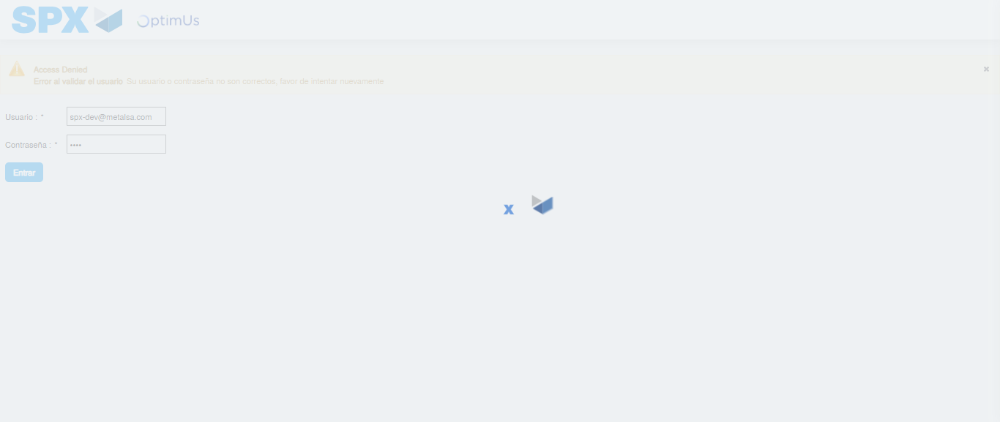 SPX OptimUs
Access Denied
Error al validar el usuario Su usuario o contraseña no son correctos, favor de intentar nuevamente
Usuario : * spx-dev@metalsa.com
Contraseña : * ••••
Entrar
x